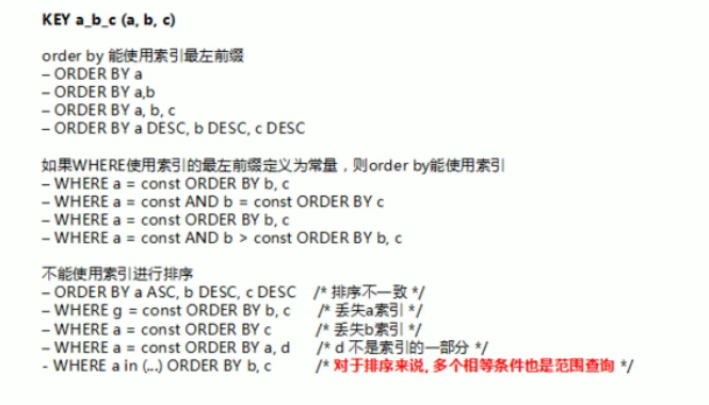 KEY a_b_c (a, b, c)
order by 能使用索引最左前缀
– ORDER BY a
– ORDER BY a,b
– ORDER BY a, b, c
– ORDER BY a DESC, b DESC, c DESC
如果WHERE使用索引的最左前缀定义为常量，则order by能使用索引
– WHERE a = const ORDER BY b, c
– WHERE a = const AND b = const ORDER BY c
– WHERE a = const ORDER BY b, c
– WHERE a = const AND b > const ORDER BY b, c
不能使用索引进行排序
– ORDER BY a ASC, b DESC, c DESC /* 排序不一致 */
– WHERE g = const ORDER BY b, c /* 丢失a索引 */
– WHERE a = const ORDER BY c /* 丢失b索引 */
– WHERE a = const ORDER BY a, d /* d 不是索引的一部分 */
- WHERE a in (...) ORDER BY b, c /* 对于排序来说, 多个相等条件也是范围查询 */